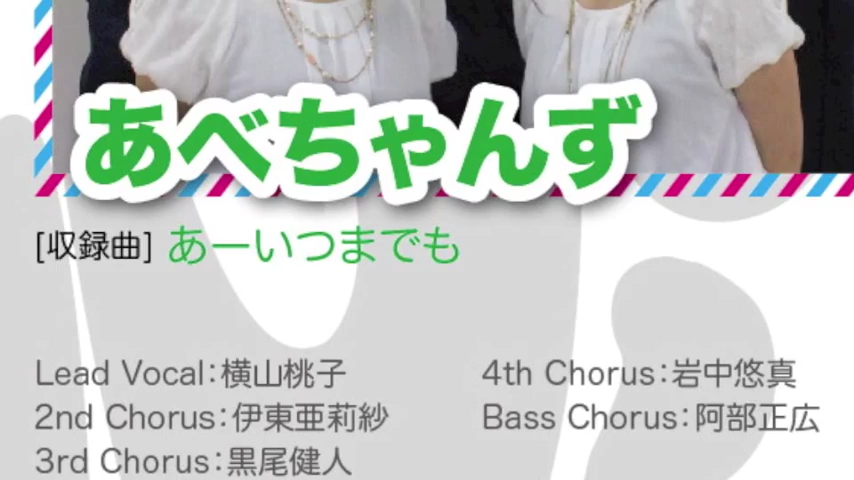 あべちゃんず
[収録曲] あーいつまでも
Lead Vocal：横山桃子
2nd Chorus：伊東亜莉紗
3rd Chorus：黒尾健人
4th Chorus：岩中悠真
Bass Chorus：阿部正広